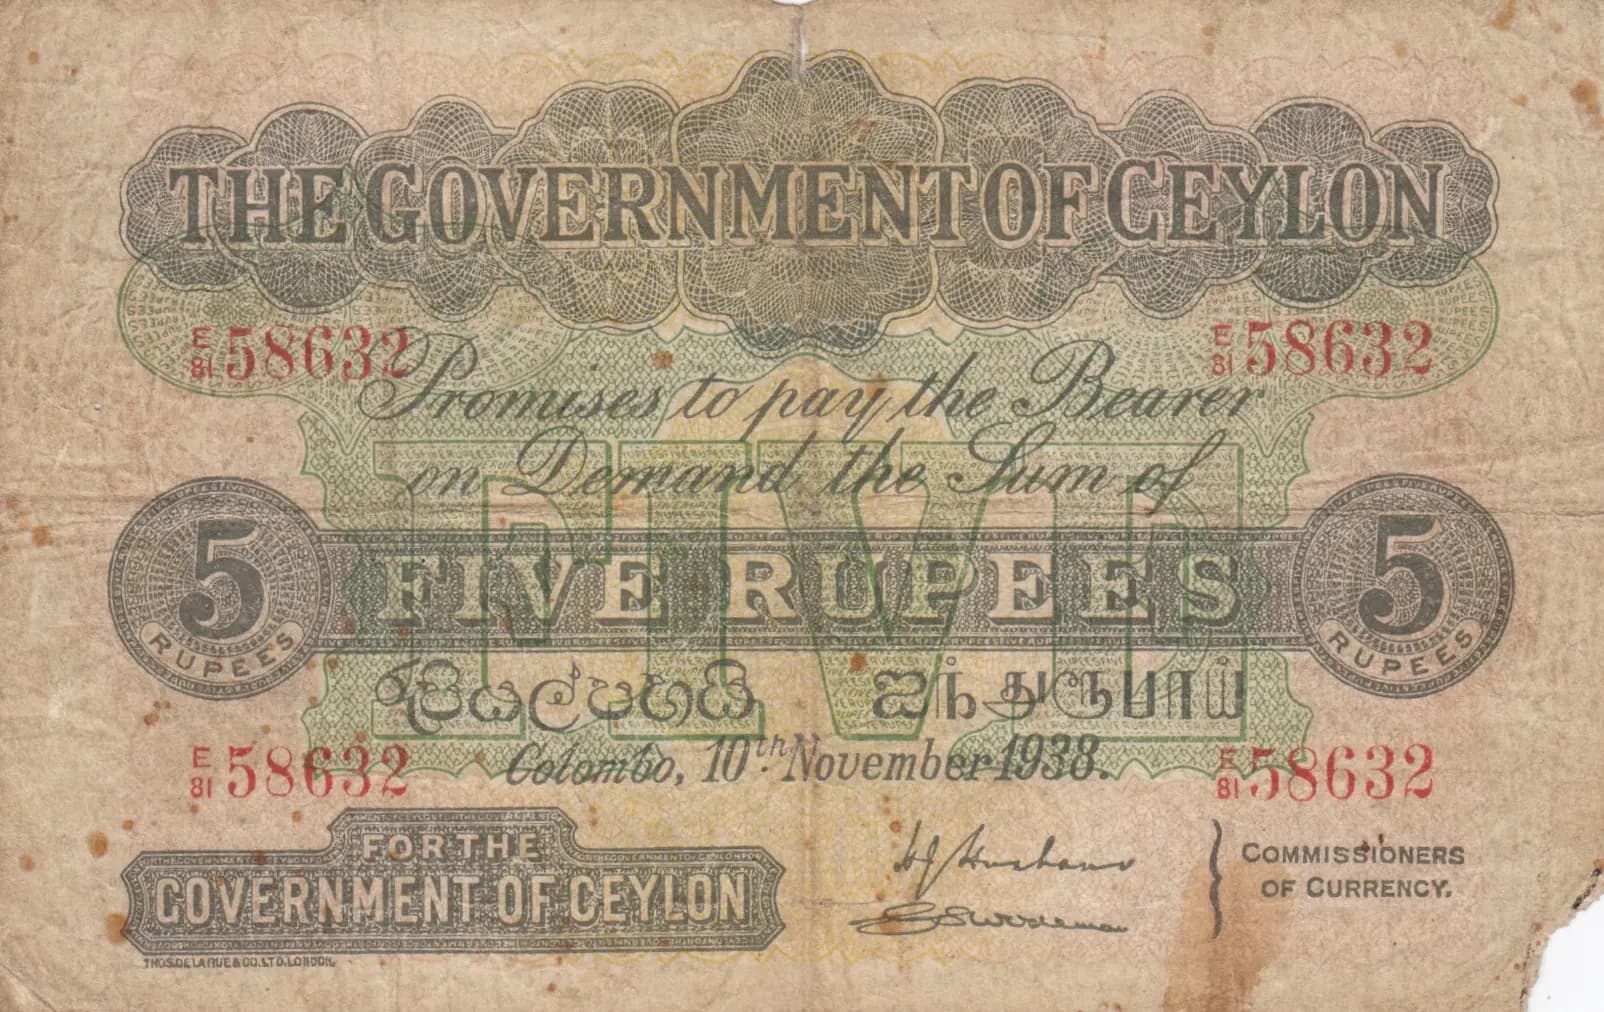 THE GOVERNMENT OF CEYLON
E/81 58632 E/81 58632
Promises to pay the Bearer
on Demand the Sum of
FIVE
5 RUPEES FIVE RUPEES 5 RUPEES
රුපියල් පහයි ஐந்துரூபாய்
Colombo, 10th November 1938.
E/81 58632 E/81 58632
FOR THE
GOVERNMENT OF CEYLON
COMMISSIONERS
OF CURRENCY.
THOS. DE LA RUE & CO. LTD. LONDON.